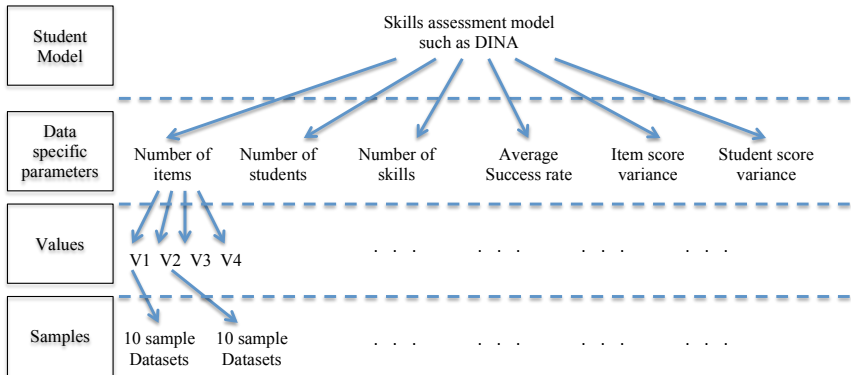 Student
Model
Skills assessment model
such as DINA
Data
specific
parameters
Number of
items
Number of
students
Number of
skills
Average
Success rate
Item score
variance
Student score
variance
Values
V1 V2 V3 V4
. . . . . . . . . . . .
Samples
10 sample
Datasets
10 sample
Datasets
. . . . . . . . . . . .